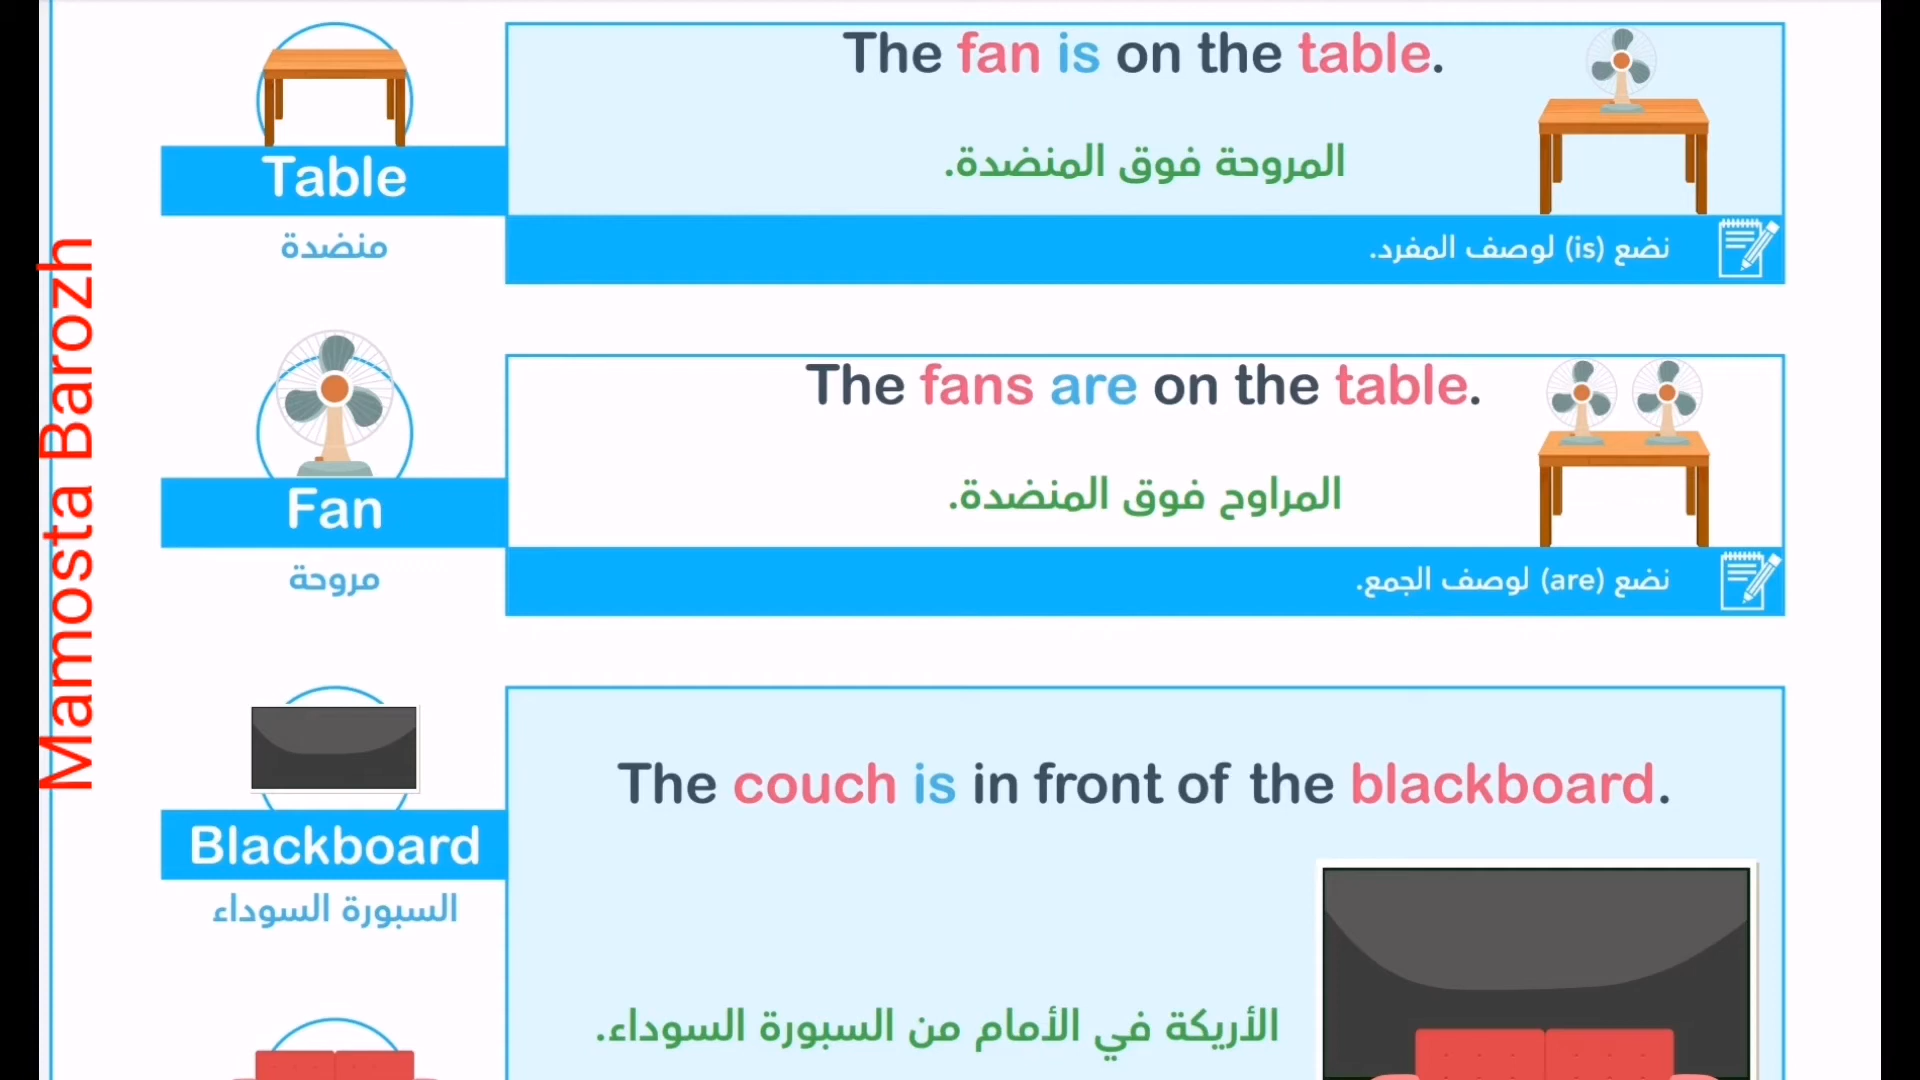 The fan is on the table.
المروحة فوق المنضدة.
Table
منضدة
نضع (is) لوصف المفرد.
The fans are on the table.
المراوح فوق المنضدة.
Fan
مروحة
نضع (are) لوصف الجمع.
The couch is in front of the blackboard.
Blackboard
السبورة السوداء
الأريكة في الأمام من السبورة السوداء.
Mamosta Barozh